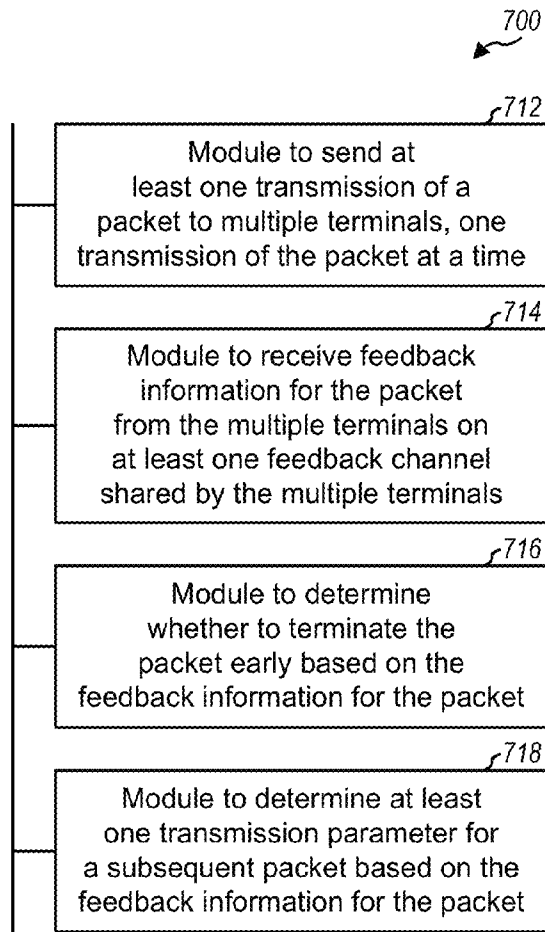 700
712
Module to send at
least one transmission of a
packet to multiple terminals, one
transmission of the packet at a time
714
Module to receive feedback
information for the packet
from the multiple terminals on
at least one feedback channel
shared by the multiple terminals
716
Module to determine
whether to terminate the
packet early based on the
feedback information for the packet
718
Module to determine at least
one transmission parameter for
a subsequent packet based on the
feedback information for the packet